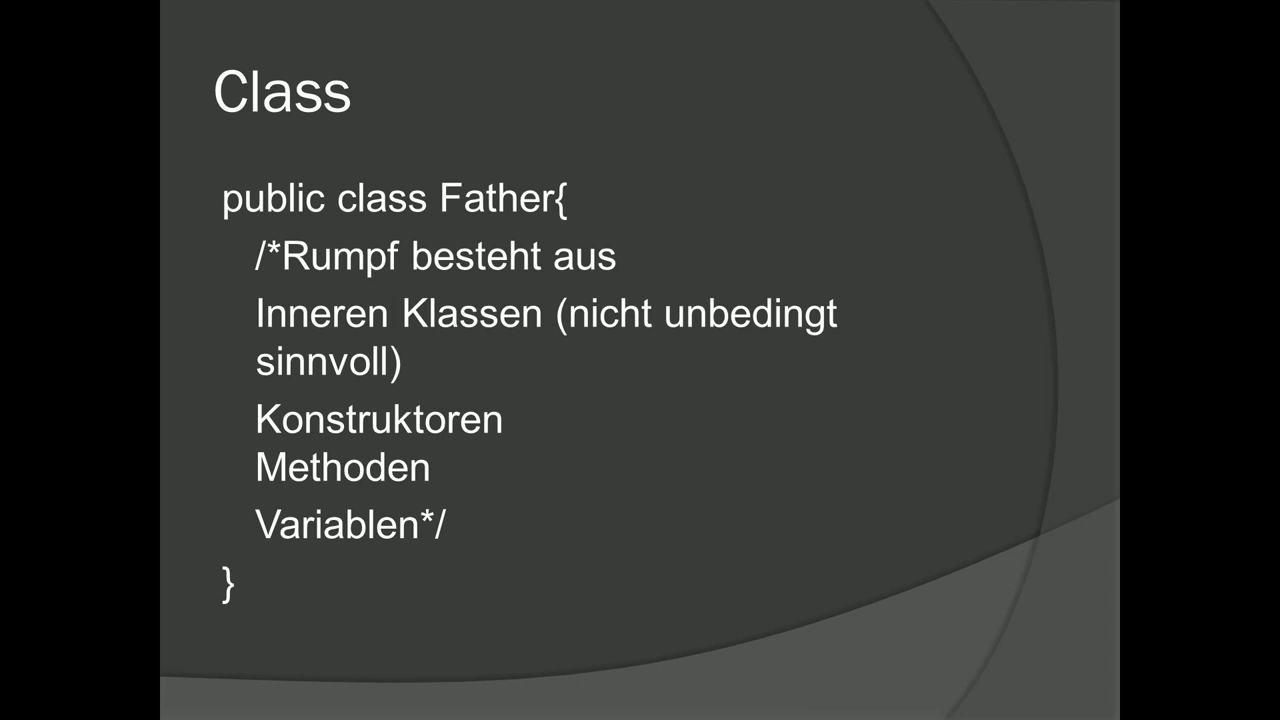 Class
public class Father{
/*Rumpf besteht aus
Inneren Klassen (nicht unbedingt
sinnvoll)
Konstruktoren
Methoden
Variablen*/
}